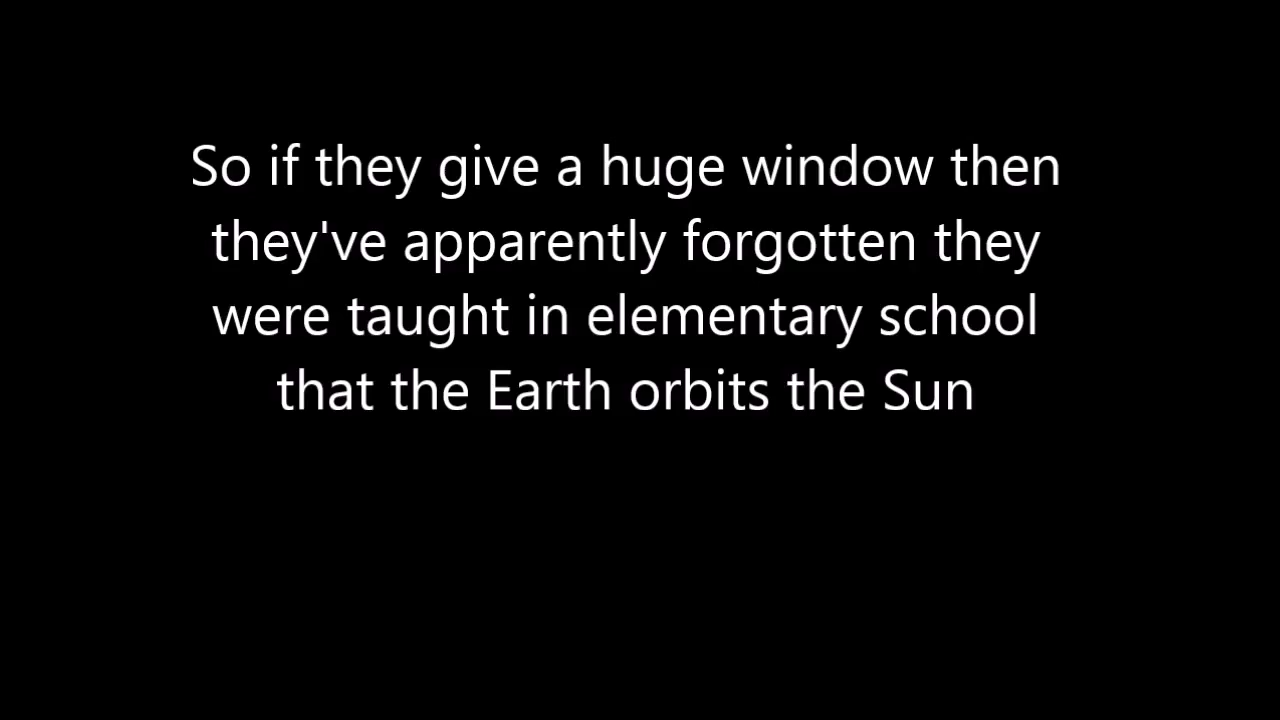 So if they give a huge window then
they've apparently forgotten they
were taught in elementary school
that the Earth orbits the Sun